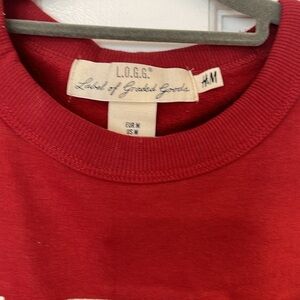 L.O.G.G.®
Label of Graded Goods
H&M
EUR M
US M